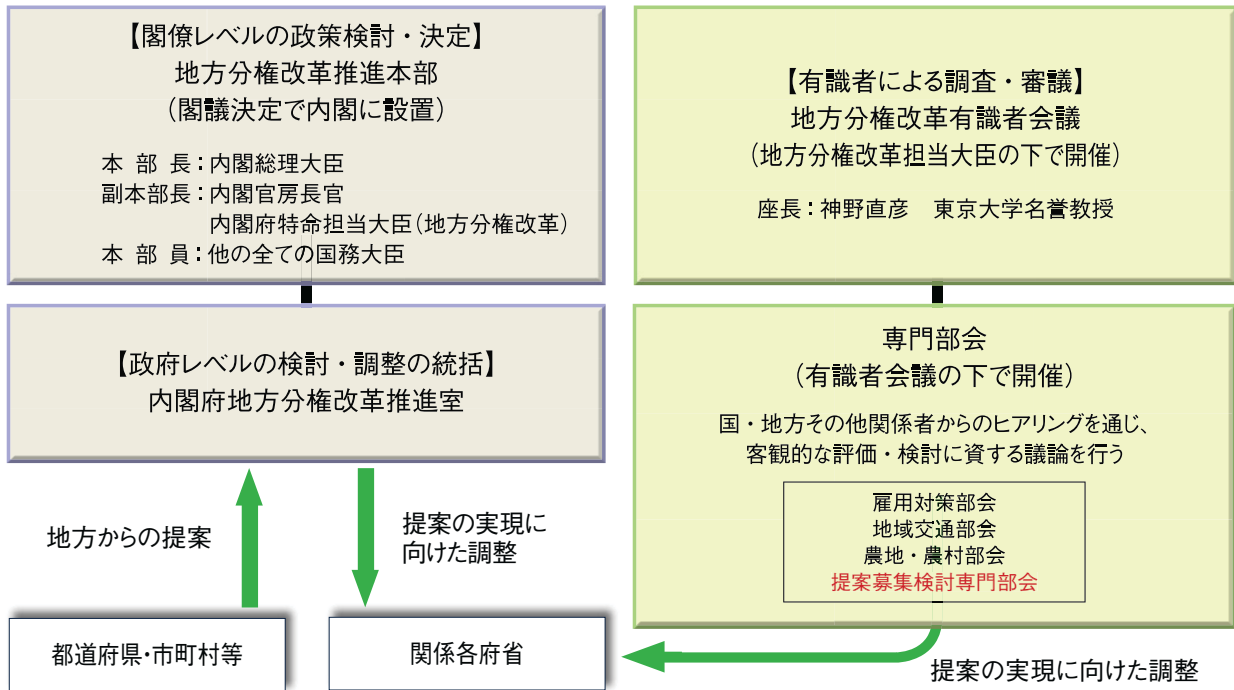 【閣僚レベルの政策検討・決定】
地方分権改革推進本部
(閣議決定で内閣に設置)
本 部 長:内閣総理大臣
副本部長:内閣官房長官
内閣府特命担当大臣(地方分権改革)
本 部 員:他の全ての国務大臣
【政府レベルの検討・調整の統括】
内閣府地方分権改革推進室
地方からの提案
提案の実現に
向けた調整
都道府県・市町村等
関係各府省
【有識者による調査・審議】
地方分権改革有識者会議
(地方分権改革担当大臣の下で開催)
座長:神野直彦 東京大学名誉教授
専門部会
(有識者会議の下で開催)
国・地方その他関係者からのヒアリングを通じ、
客観的な評価・検討に資する議論を行う
雇用対策部会
地域交通部会
農地・農村部会
提案募集検討専門部会
提案の実現に向けた調整